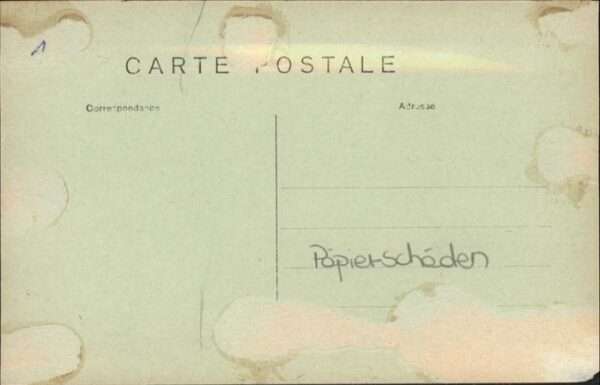 1
CARTE POSTALE
Correspondance
Adresse
Papierschäden